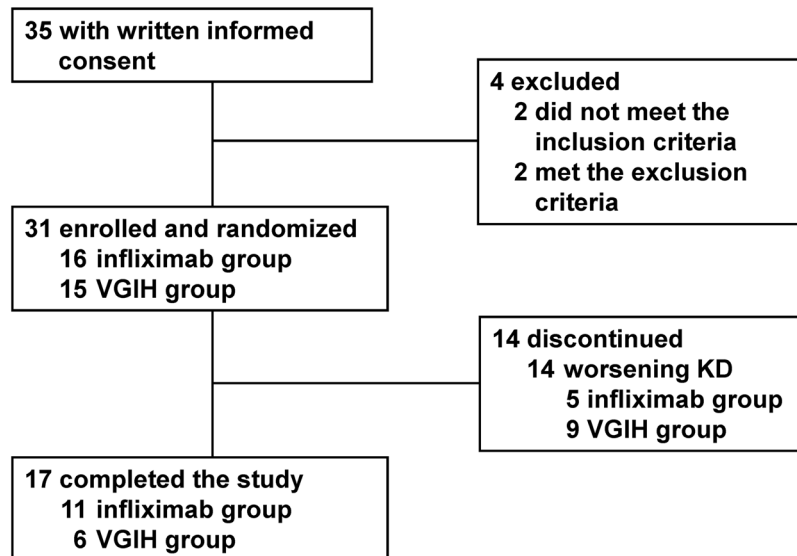 35 with written informed
consent
4 excluded
2 did not meet the
inclusion criteria
2 met the exclusion
criteria
31 enrolled and randomized
16 infliximab group
15 VGIH group
14 discontinued
14 worsening KD
5 infliximab group
9 VGIH group
17 completed the study
11 infliximab group
6 VGIH group